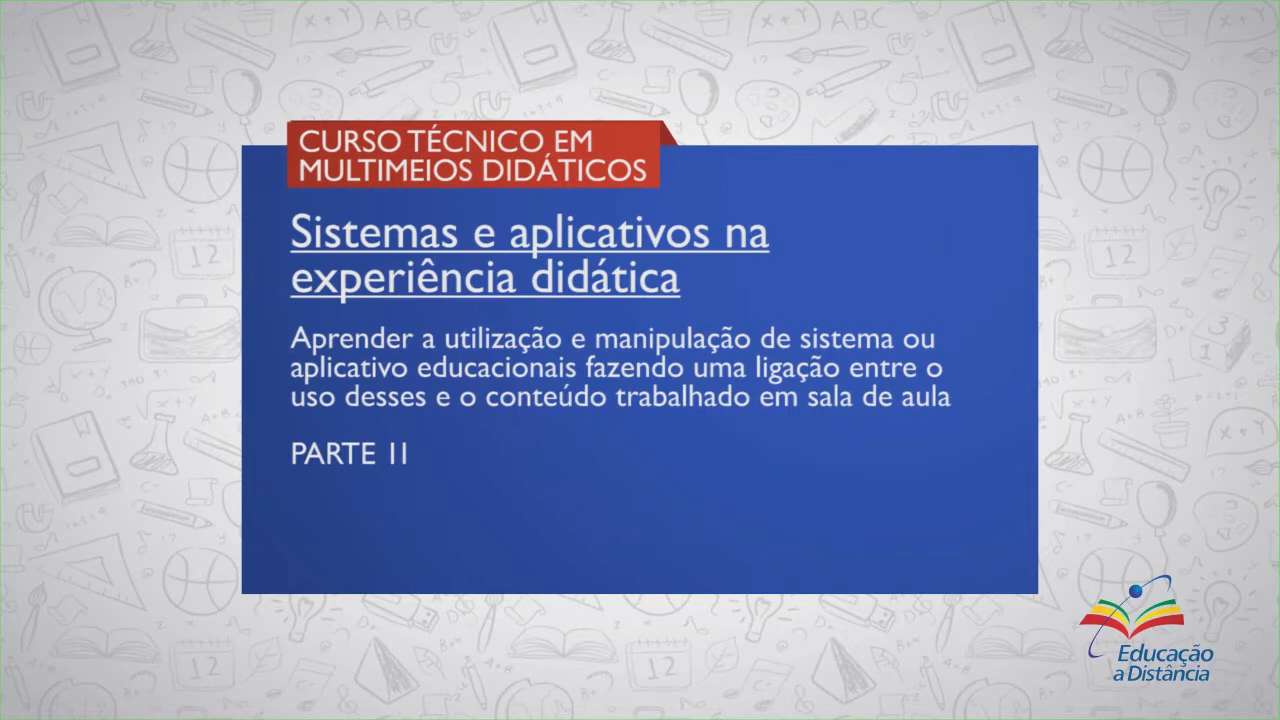 CURSO TÉCNICO EM
MULTIMEIOS DIDÁTICOS
Sistemas e aplicativos na
experiência didática
Aprender a utilização e manipulação de sistema ou
aplicativo educacionais fazendo uma ligação entre o
uso desses e o conteúdo trabalhado em sala de aula
PARTE II
Educação
a Distância